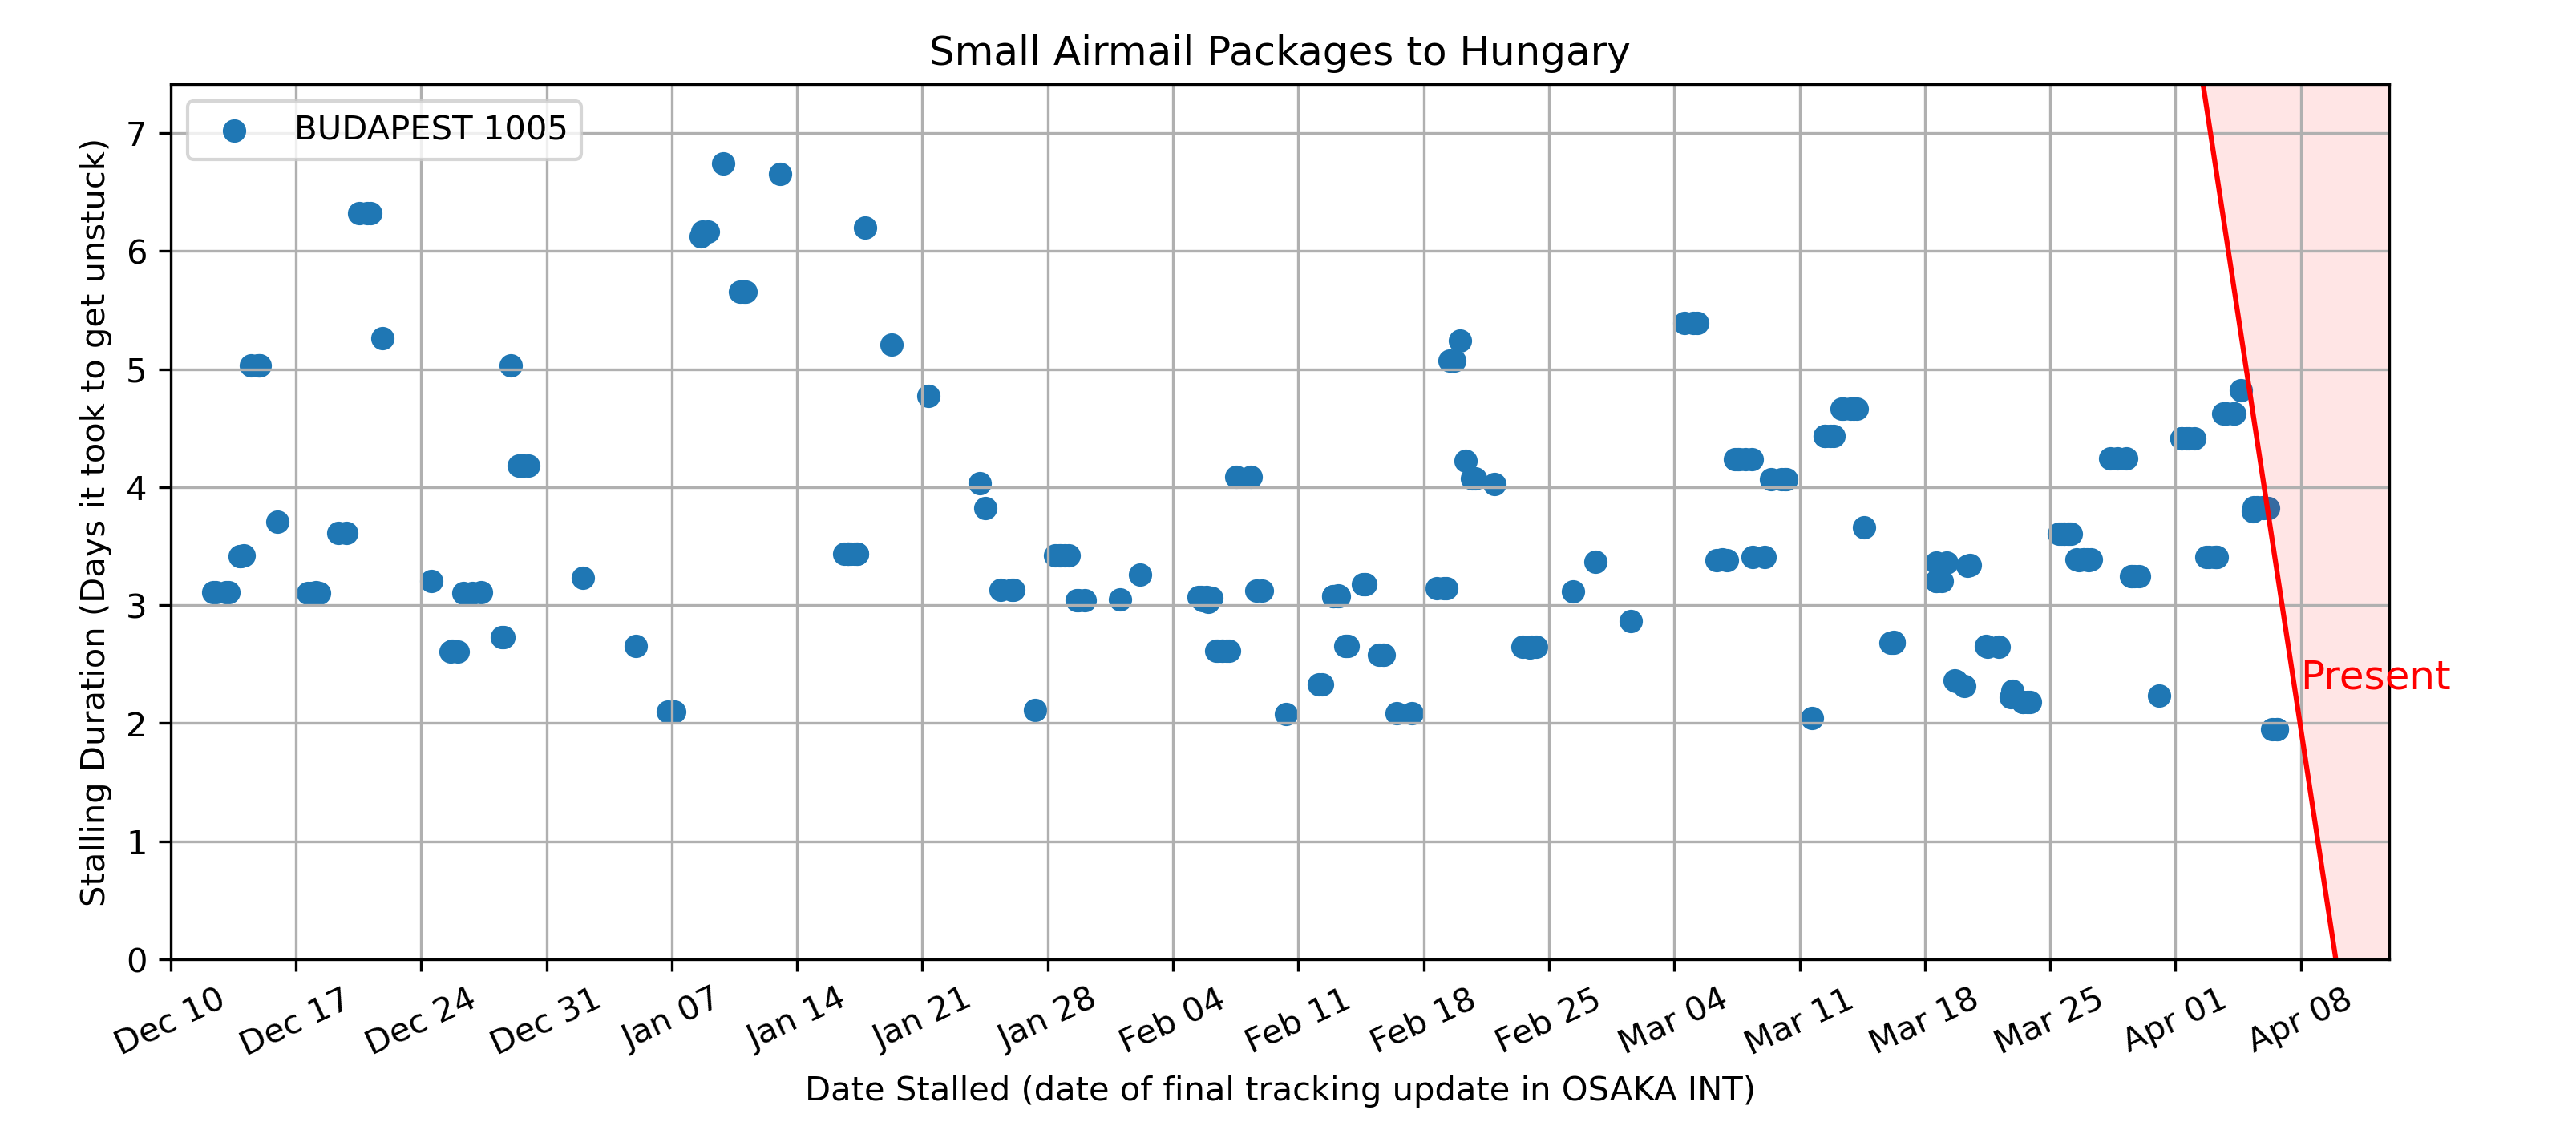 Small Airmail Packages to Hungary
BUDAPEST 1005
Stalling Duration (Days it took to get unstuck)
7
6
5
4
3
2
1
0
Present
Dec 10 Dec 17 Dec 24 Dec 31 Jan 07 Jan 14 Jan 21 Jan 28 Feb 04 Feb 11 Feb 18 Feb 25 Mar 04 Mar 11 Mar 18 Mar 25 Apr 01 Apr 08
Date Stalled (date of final tracking update in OSAKA INT)